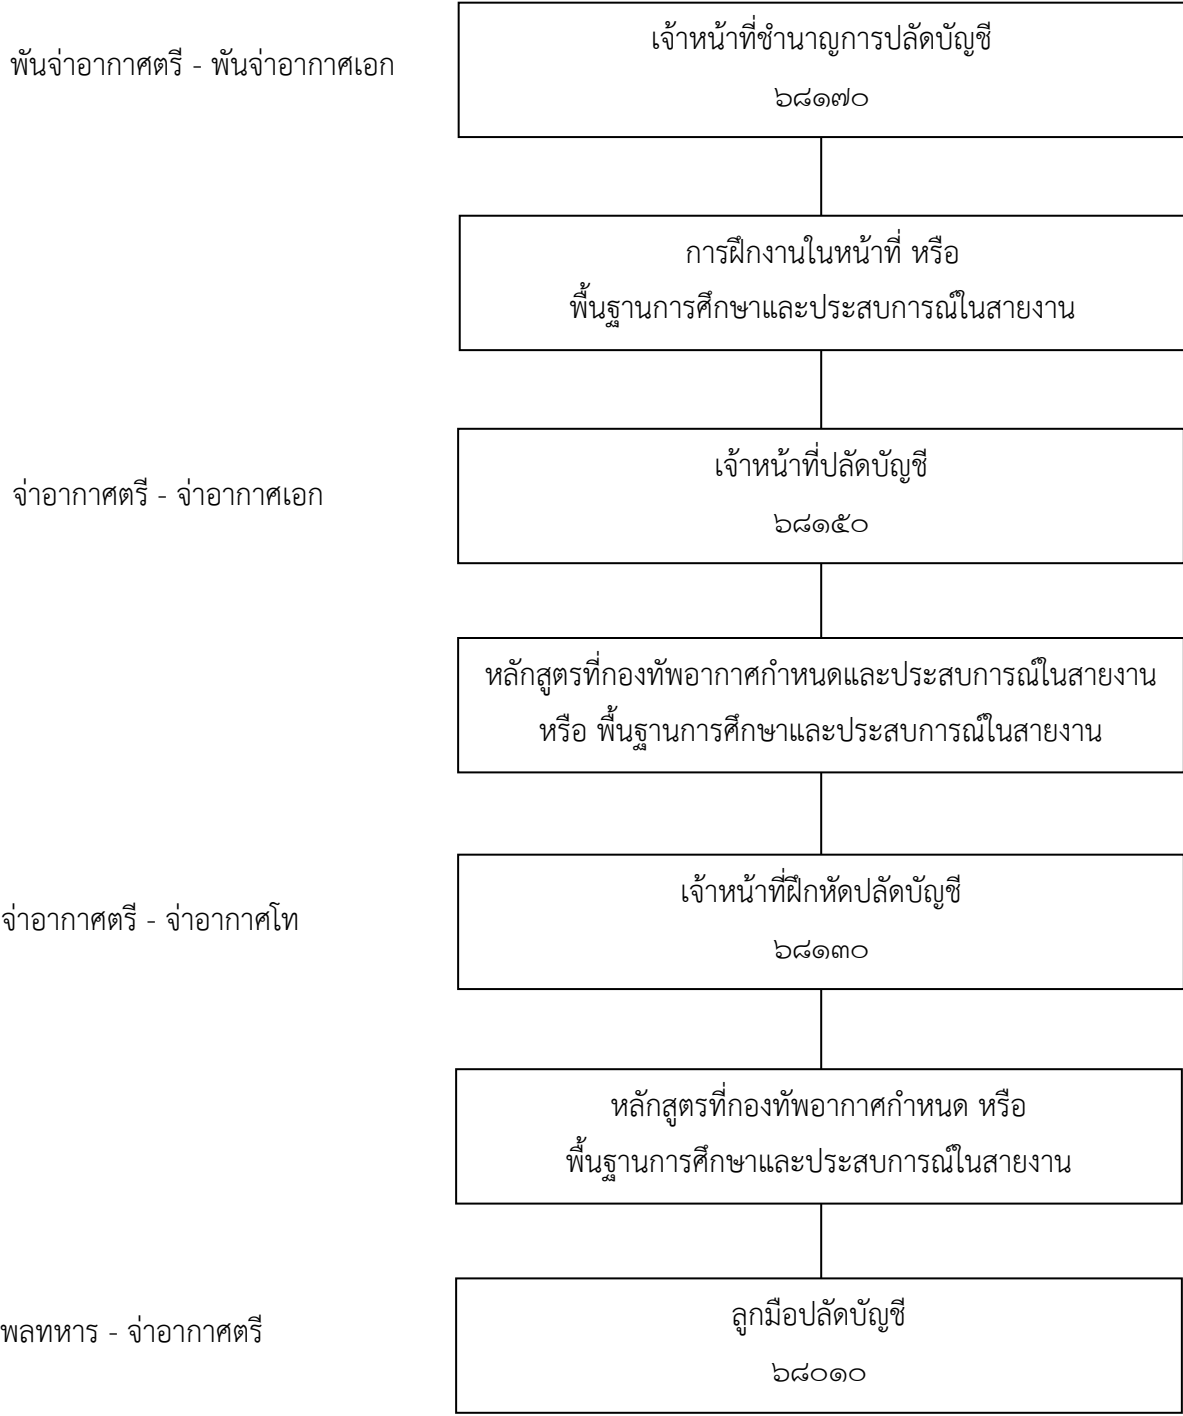 เจ้าหน้าที่ชำนาญการปลัดบัญชี
พันจ่าอากาศตรี - พันจ่าอากาศเอก
๖๘๑๗๐
การฝึกงานในหน้าที่ หรือ
พื้นฐานการศึกษาและประสบการณ์ในสายงาน
เจ้าหน้าที่ปลัดบัญชี
จ่าอากาศตรี - จ่าอากาศเอก
๖๘๑๕๐
หลักสูตรที่กองทัพอากาศกำหนดและประสบการณ์ในสายงาน
หรือ พื้นฐานการศึกษาและประสบการณ์ในสายงาน
เจ้าหน้าที่ฝึกหัดปลัดบัญชี
จ่าอากาศตรี - จ่าอากาศโท
๖๘๑๓๐
หลักสูตรที่กองทัพอากาศกำหนด หรือ
พื้นฐานการศึกษาและประสบการณ์ในสายงาน
ลูกมือปลัดบัญชี
พลทหาร - จ่าอากาศตรี
๖๘๐๑๐